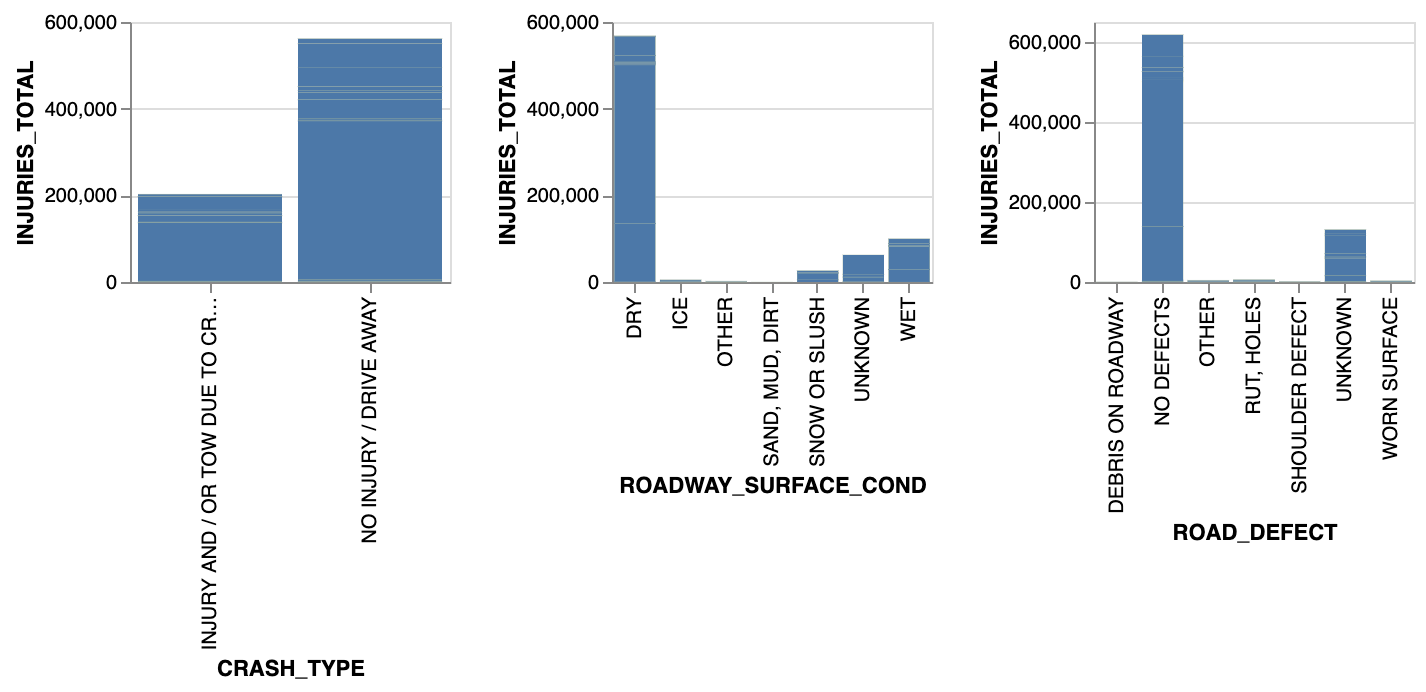 INJURIES_TOTAL
600,000
400,000
200,000
0
INJURY AND / OR TOW DUE TO CR…
NO INJURY / DRIVE AWAY
CRASH_TYPE
INJURIES_TOTAL
600,000
400,000
200,000
0
DRY
ICE
OTHER
SAND, MUD, DIRT
SNOW OR SLUSH
UNKNOWN
WET
ROADWAY_SURFACE_COND
INJURIES_TOTAL
600,000
400,000
200,000
0
DEBRIS ON ROADWAY
NO DEFECTS
OTHER
RUT, HOLES
SHOULDER DEFECT
UNKNOWN
WORN SURFACE
ROAD_DEFECT